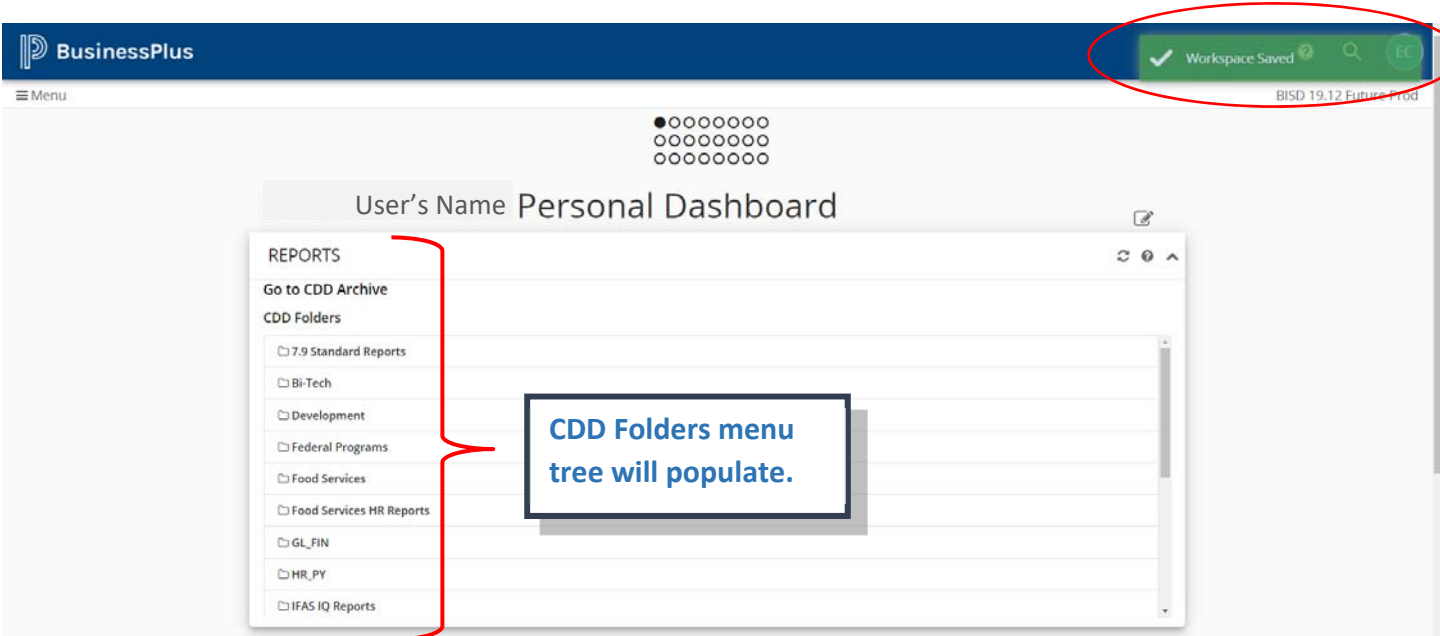 BusinessPlus
Workspace Saved
EC
Menu
BISD 19.12 Future Prod
User's Name Personal Dashboard
REPORTS
Go to CDD Archive
CDD Folders
7.9 Standard Reports
Bi-Tech
Development
Federal Programs
Food Services
Food Services HR Reports
GL_FIN
HR_PY
IFAS IQ Reports
CDD Folders menu
tree will populate.